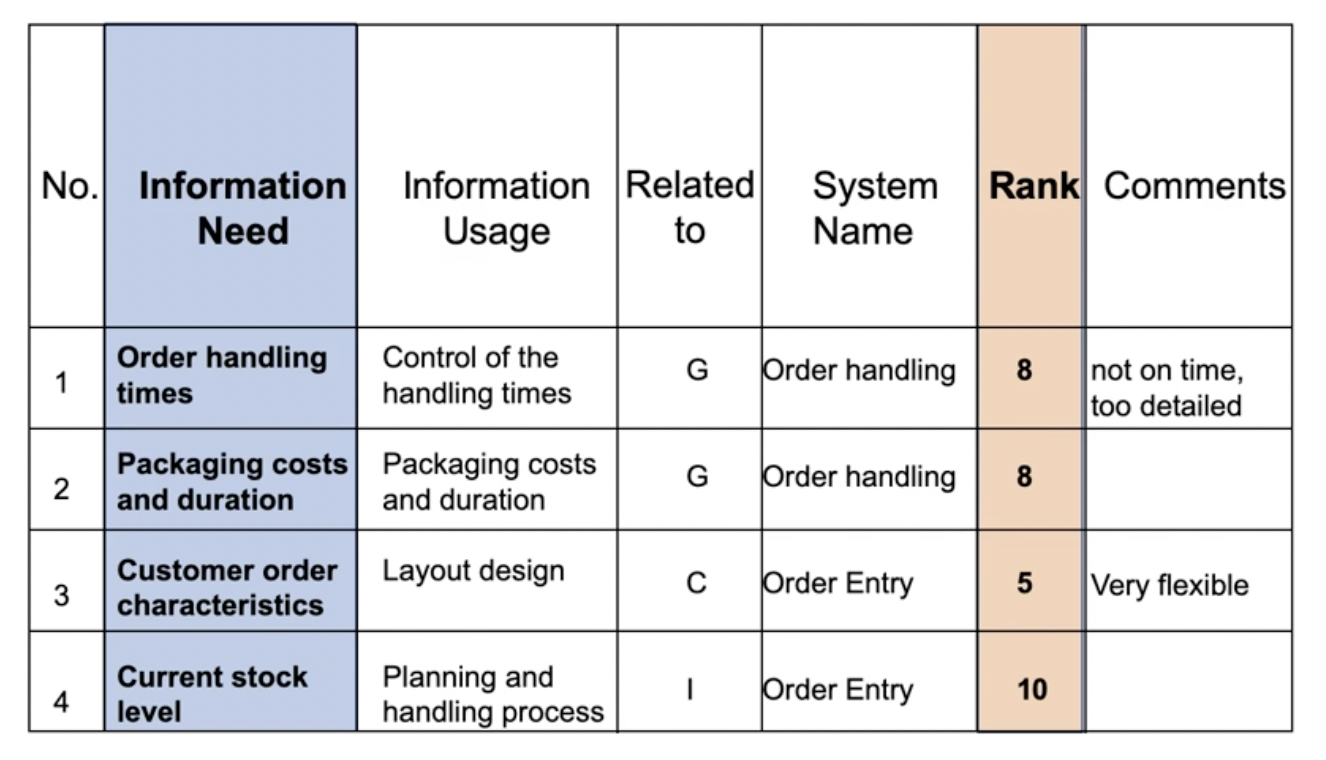 No.
Information
Need
Information
Usage
Related
to
System
Name
Rank
Comments
1
Order handling
times
Control of the
handling times
G
Order handling
8
not on time,
too detailed
2
Packaging costs
and duration
Packaging costs
and duration
G
Order handling
8
3
Customer order
characteristics
Layout design
C
Order Entry
5
Very flexible
4
Current stock
level
Planning and
handling process
I
Order Entry
10